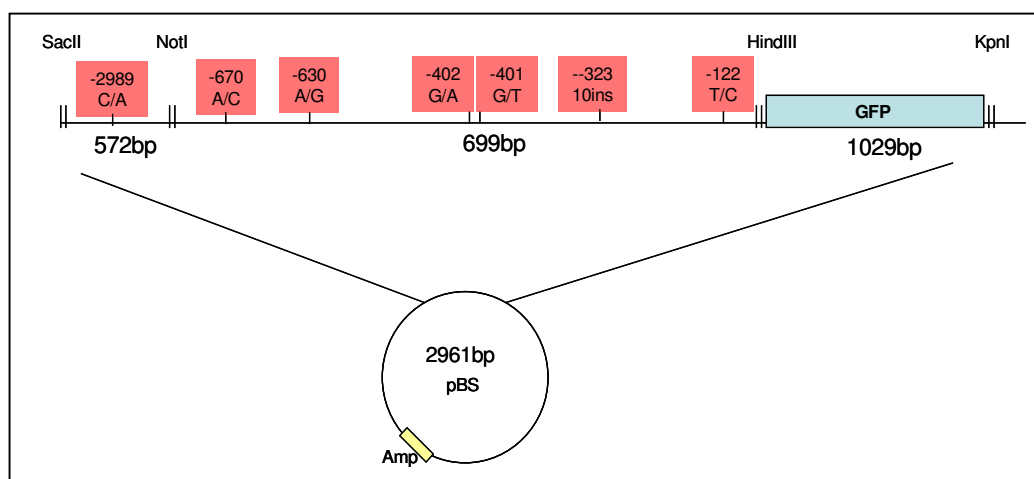 SacII
NotI
HindIII
KpnI
-2989
C/A
-670
A/C
-630
A/G
-402
G/A
-401
G/T
--323
10ins
-122
T/C
GFP
572bp
699bp
1029bp
2961bp
pBS
Amp